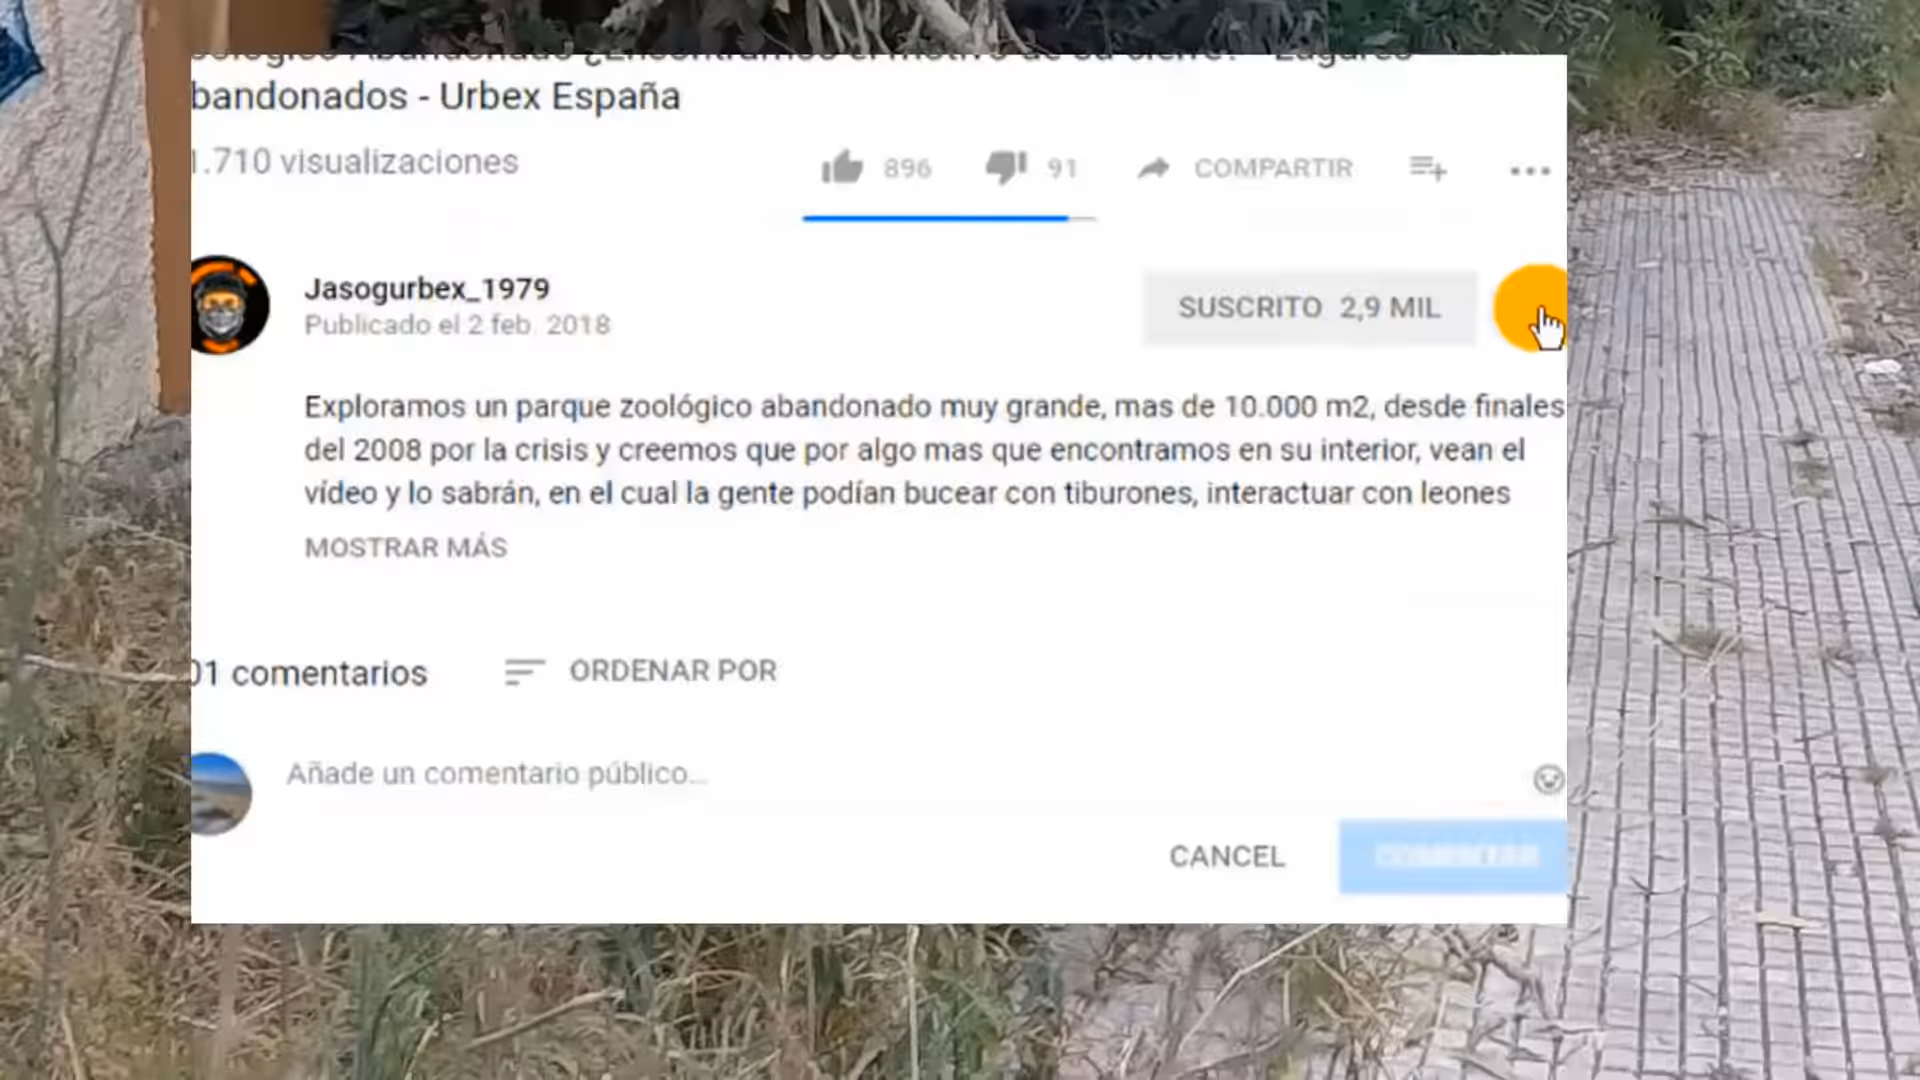 bandonados - Urbex España
1.710 visualizaciones
896
91
COMPARTIR
Jasogurbex_1979
Publicado el 2 feb. 2018
SUSCRITO 2,9 MIL
Exploramos un parque zoológico abandonado muy grande, mas de 10.000 m2, desde finales
del 2008 por la crisis y creemos que por algo mas que encontramos en su interior, vean el
vídeo y lo sabrán, en el cual la gente podían bucear con tiburones, interactuar con leones
MOSTRAR MÁS
01 comentarios
ORDENAR POR
Añade un comentario público...
CANCEL